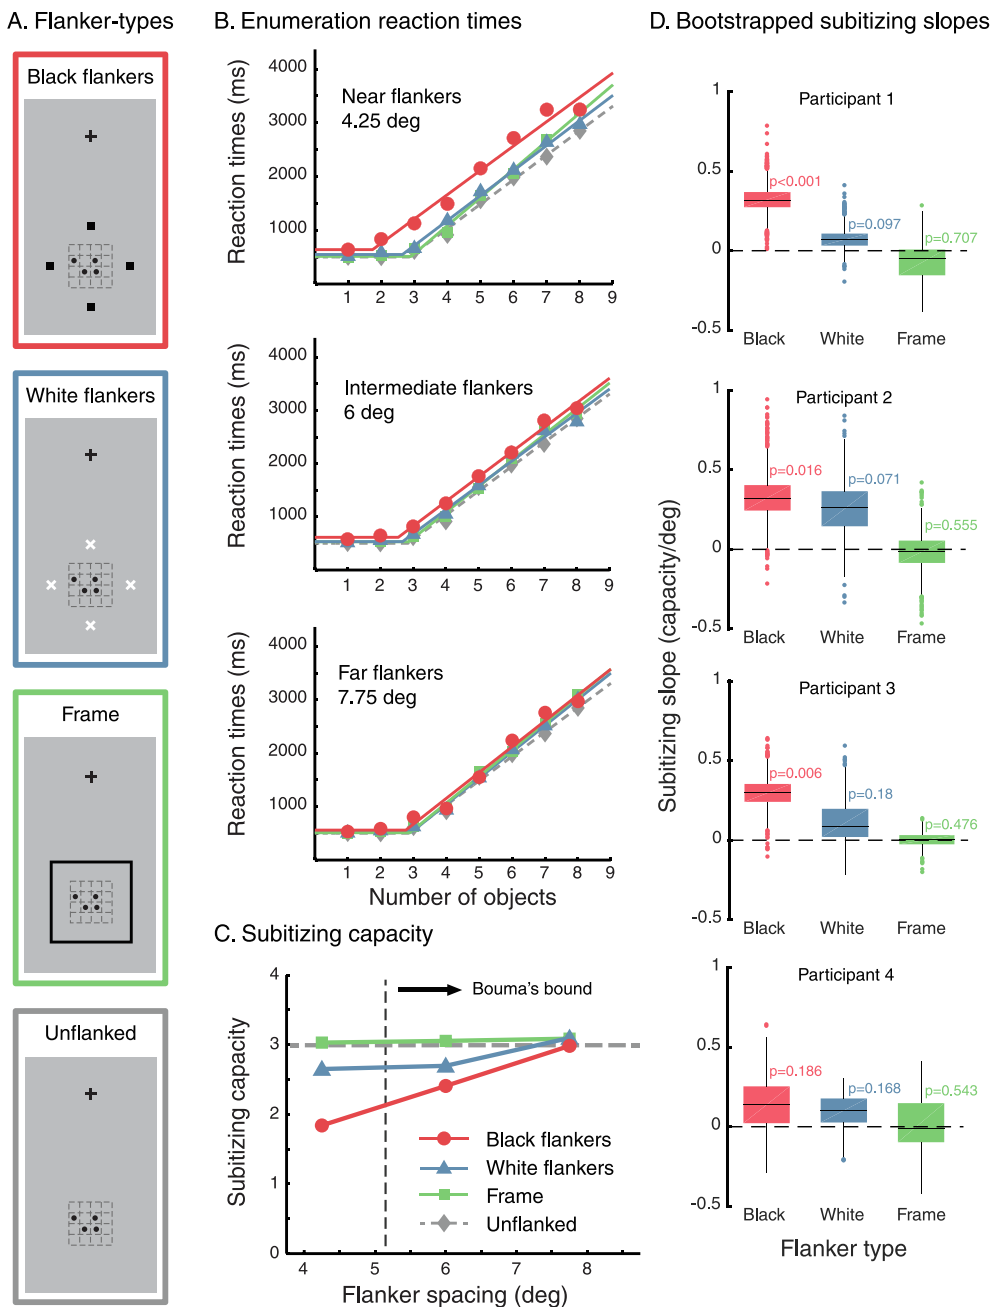 A. Flanker-types
Black flankers
White flankers
Frame
Unflanked
B. Enumeration reaction times
Reaction times (ms)
4000
3000
2000
1000
Near flankers
4.25 deg
1 2 3 4 5 6 7 8 9
Reaction times (ms)
4000
3000
2000
1000
Intermediate flankers
6 deg
1 2 3 4 5 6 7 8 9
Reaction times (ms)
4000
3000
2000
1000
Far flankers
7.75 deg
1 2 3 4 5 6 7 8 9
Number of objects
C. Subitizing capacity
Subitizing capacity
4
3
2
1
0
Bouma's bound
Black flankers
White flankers
Frame
Unflanked
4 5 6 7 8
Flanker spacing (deg)
D. Bootstrapped subitizing slopes
Subitizing slope (capacity/deg)
Participant 1
1
0.5
0
-0.5
p<0.001
p=0.097
p=0.707
Black White Frame
Participant 2
1
0.5
0
-0.5
p=0.016
p=0.071
p=0.555
Black White Frame
Participant 3
1
0.5
0
-0.5
p=0.006
p=0.18
p=0.476
Black White Frame
Participant 4
1
0.5
0
-0.5
p=0.186
p=0.168
p=0.543
Black White Frame
Flanker type